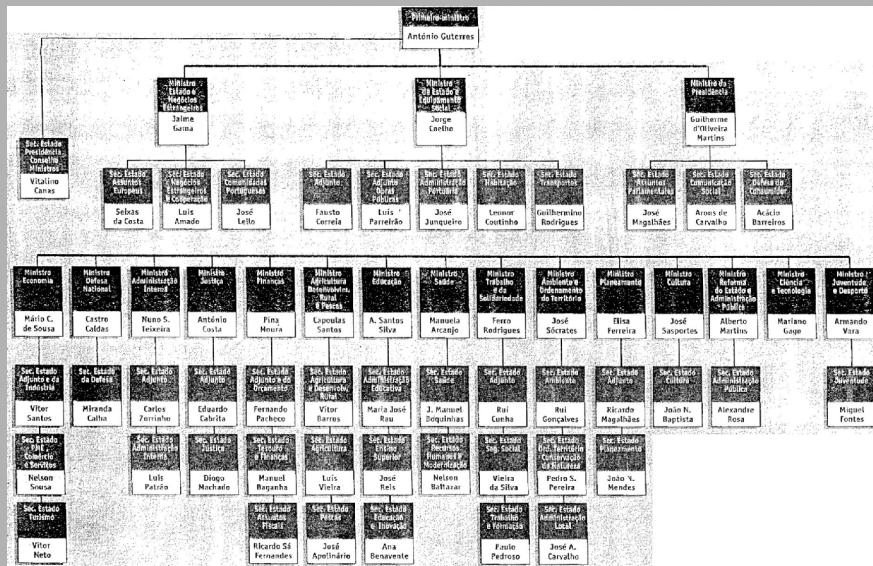 Primeiro-ministro
António Guterres
Ministro
Estado e
Negócios
Estrangeiros
Jaime
Gama
Ministro
de Estado e
Equipamento
Social
Jorge
Coelho
Ministro da
Presidência
Guilherme
d'Oliveira
Martins
Sec. Estado
Presidência
Conselho
Ministros
Vitalino
Canas
Sec. Estado
Assuntos
Europeus
Seixas
da Costa
Sec. Estado
Negócios
Estrangeiros
e Cooperação
Luis
Amado
Sec. Estado
Comunidades
Portuguesas
José
Lello
Sec. Estado
Adjunto
Fausto
Correia
Sec. Estado
Adjunto
Obras
Públicas
Luis
Parreirão
Sec. Estado
Administração
Portuária
José
Junqueiro
Sec. Estado
Habitação
Leonor
Coutinho
Sec. Estado
Transportes
Guilhermino
Rodrigues
Sec. Estado
Assuntos
Parlamentares
José
Magalhães
Sec. Estado
Comunicação
Social
Arons de
Carvalho
Sec. Estado
Defesa do
Consumidor
Acácio
Barreiros
Ministro
Economia
Mário C.
de Sousa
Ministro
Defesa
Nacional
Castro
Caldas
Ministro
Administração
Interna
Nuno S.
Teixeira
Ministro
Justiça
António
Costa
Ministro
Finanças
Pina
Moura
Ministro
Agricultura
Desenvolvim.
Rural
e Pescas
Capoulas
Santos
Ministro
Educação
A. Santos
Silva
Ministro
Saúde
Manuela
Arcanjo
Ministro
Trabalho
e da
Solidariedade
Ferro
Rodrigues
Ministro
Ambiente e
Ordenamento
do Território
José
Sócrates
Ministro
Planeamento
Elisa
Ferreira
Ministro
Cultura
José
Sasportes
Ministro
Reforma
do Estado e
Administração
Pública
Alberto
Martins
Ministro
Ciência
e Tecnologia
Mariano
Gago
Ministro
Juventude
e Desporto
Armando
Vara
Sec. Estado
Adjunto e da
Indústria
Vitor
Santos
Sec. Estado
da Defesa
Miranda
Calha
Sec. Estado
Adjunto
Carlos
Zorrinho
Sec. Estado
Adjunto
Eduardo
Cabrita
Sec. Estado
Adjunto e do
Orçamento
Fernando
Pacheco
Sec. Estado
Agricultura
e Desenvolv.
Rural
Vitor
Barros
Sec. Estado
Administração
Educativa
Maria José
Rau
Sec. Estado
Saúde
J. Manuel
Boquinhas
Sec. Estado
Adjunto
Rui
Cunha
Sec. Estado
Ambiente
Rui
Gonçalves
Sec. Estado
Adjunto
Ricardo
Magalhães
Sec. Estado
Cultura
João N.
Baptista
Sec. Estado
Administração
Pública
Alexandre
Rosa
Sec. Estado
Juventude
Miguel
Fontes
Sec. Estado
PME,
Comércio
e Serviços
Nelson
Sousa
Sec. Estado
Administração
Interna
Luis
Patrão
Sec. Estado
Justiça
Diogo
Machado
Sec. Estado
Tesouro
e Finanças
Manuel
Baganha
Sec. Estado
Agricultura
Luis
Vieira
Sec. Estado
Ensino
Superior
José
Reis
Sec. Estado
Recursos
Humanos e
Modernização
Nelson
Baltazar
Sec. Estado
Seg. Social
Vieira
da Silva
Sec. Estado
Ord. Território
Conservação
da Natureza
Pedro S.
Pereira
Sec. Estado
Planeamento
João N.
Mendes
Sec. Estado
Turismo
Vitor
Neto
Sec. Estado
Assuntos
Fiscais
Ricardo Sá
Fernandes
Sec. Estado
Pescas
José
Apolinário
Sec. Estado
Educação
e Inovação
Ana
Benavente
Sec. Estado
Trabalho
e Formação
Paulo
Pedroso
Sec. Estado
Administração
Local
José A.
Carvalho